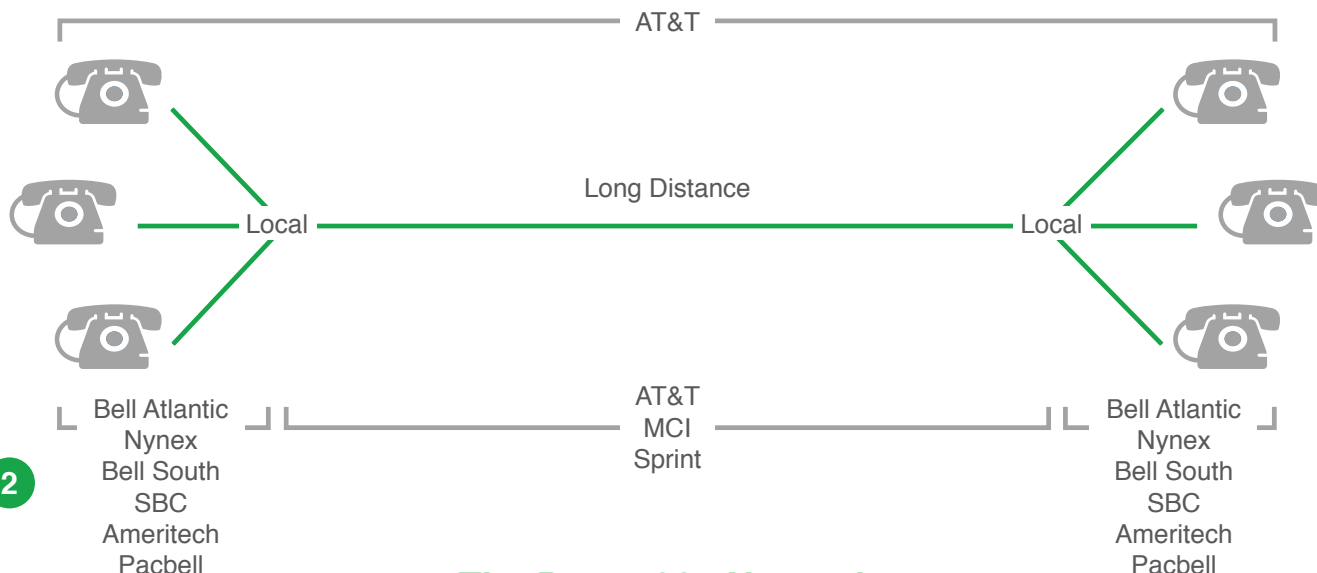 AT&T
Long Distance
Local
Local
Bell Atlantic
Nynex
Bell South
SBC
Ameritech
Pacbell
AT&T
MCI
Sprint
Bell Atlantic
Nynex
Bell South
SBC
Ameritech
Pacbell
2